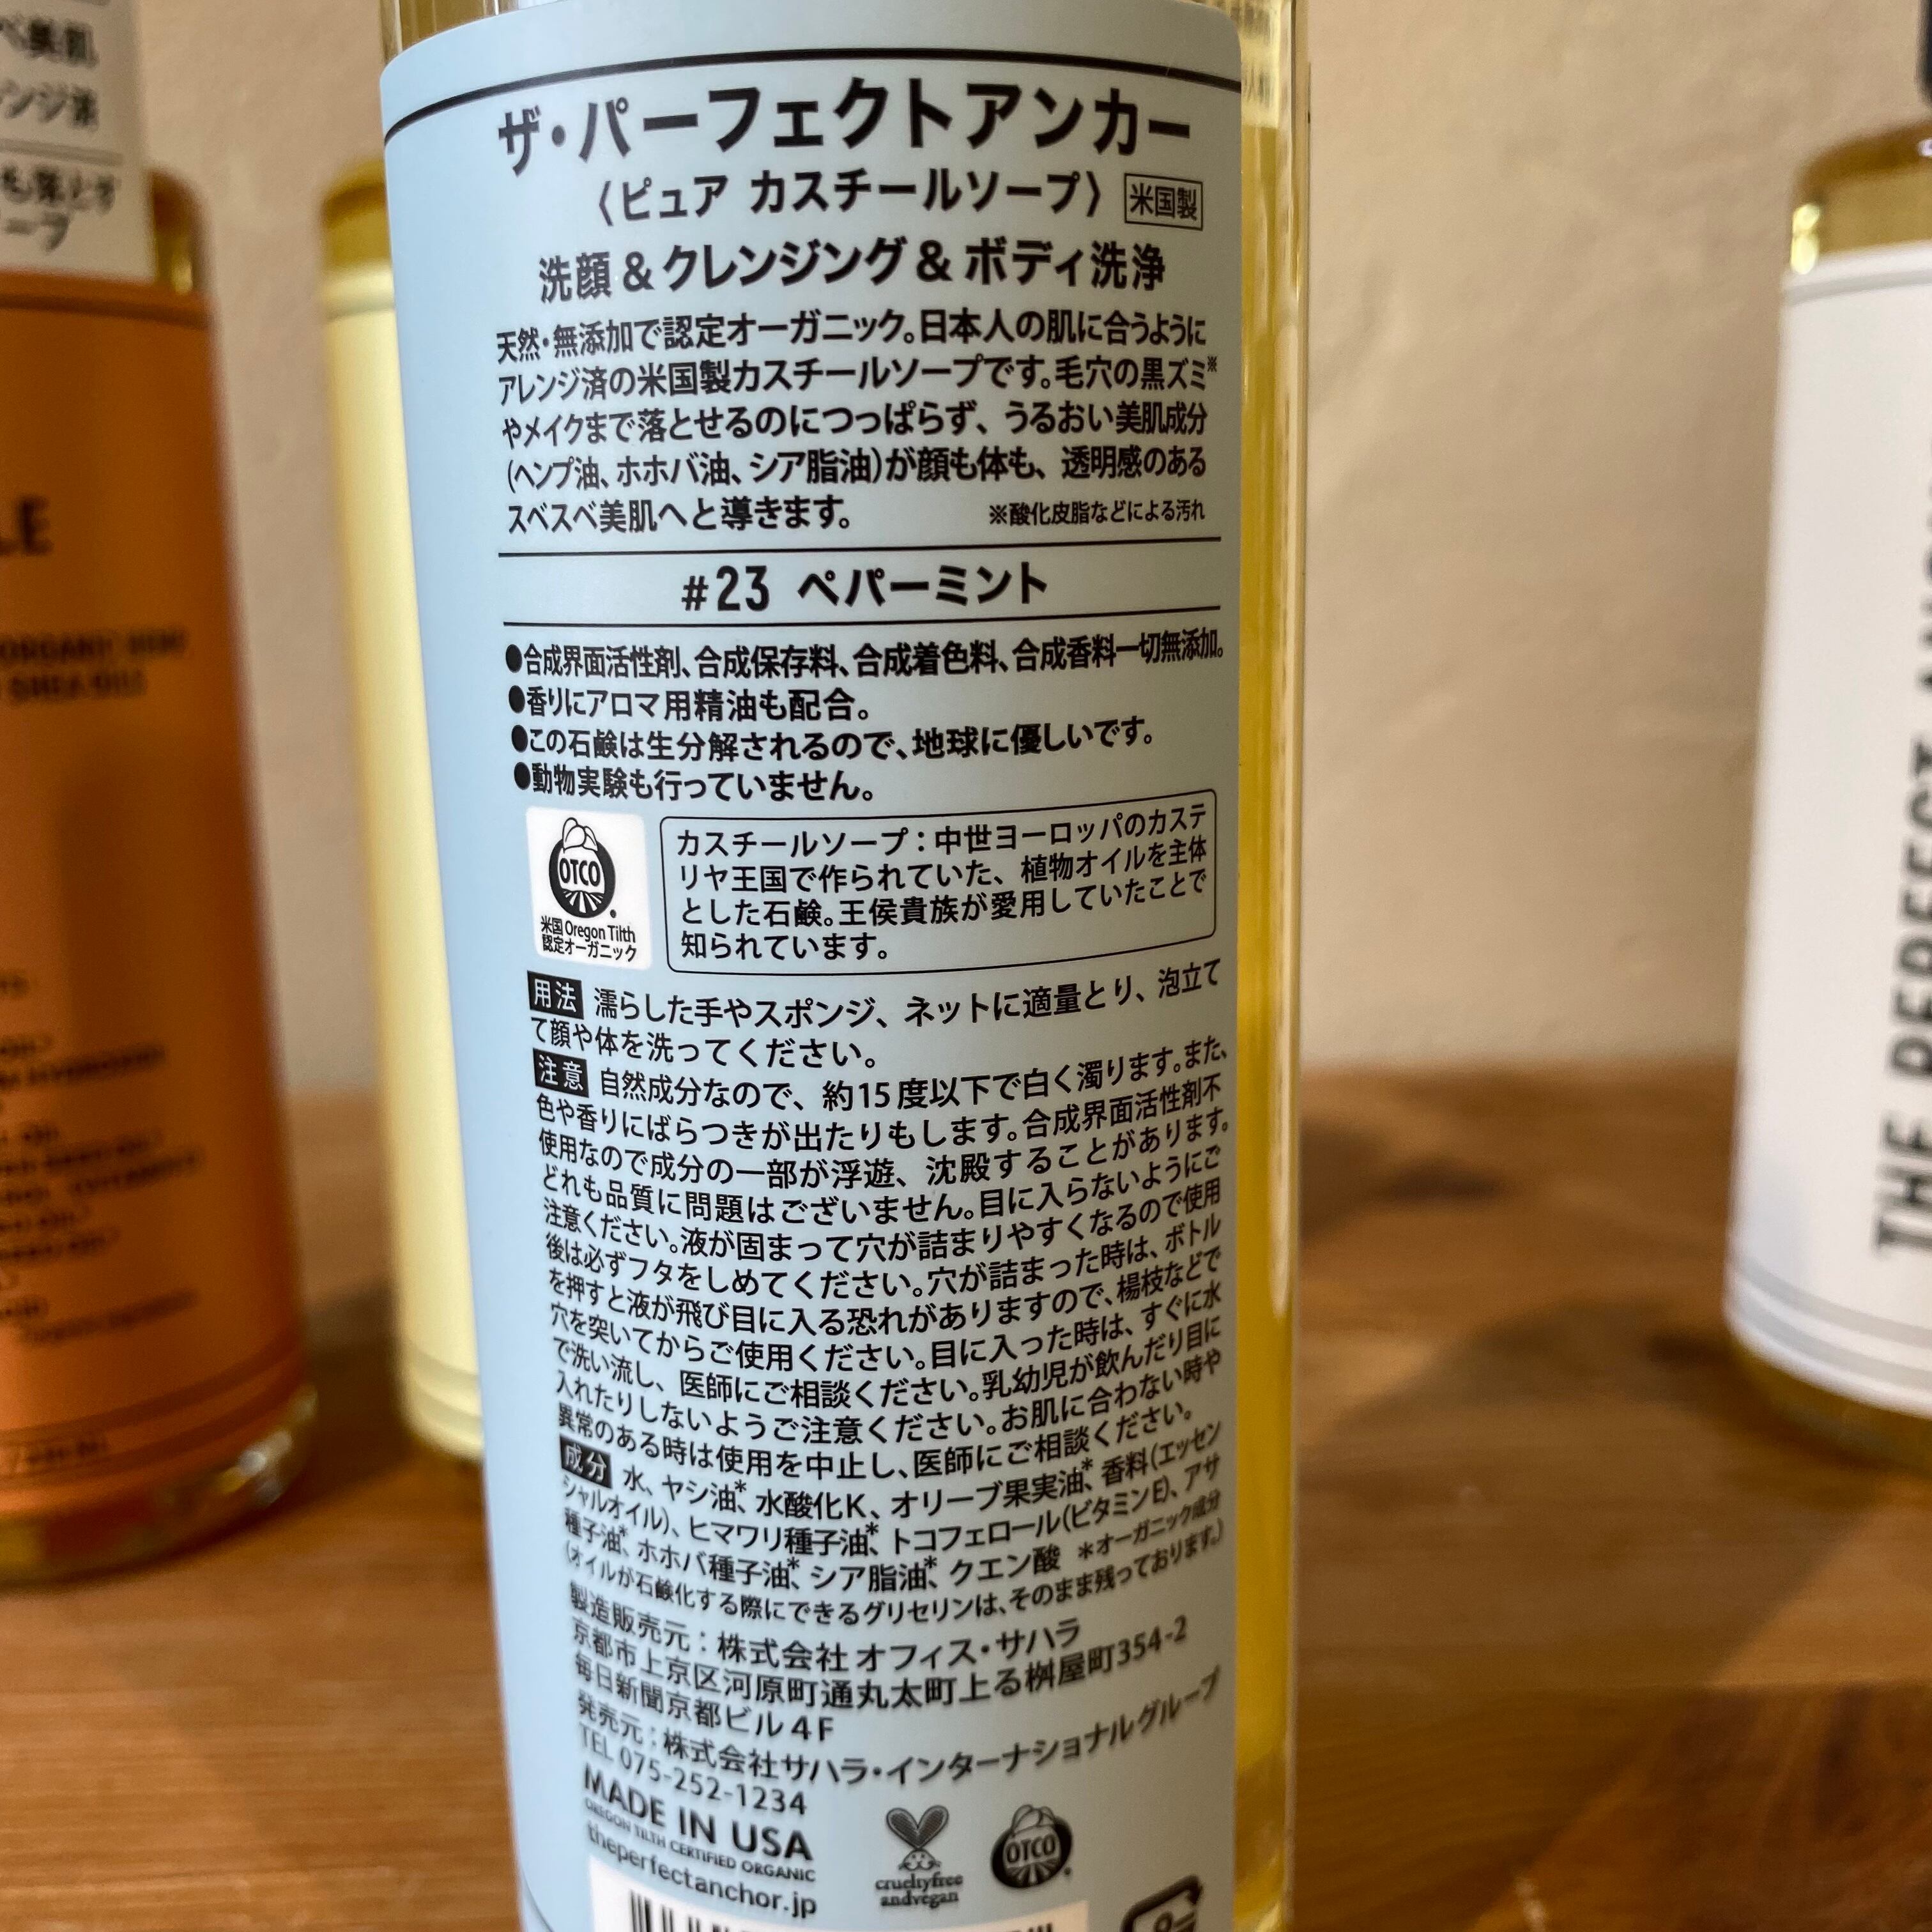 ザ・パーフェクトアンカー
〈ピュア カスチールソープ〉 米国製
洗顔&クレンジング&ボディ洗浄
天然・無添加で認定オーガニック。日本人の肌に合うように
アレンジ済の米国製カスチールソープです。毛穴の黒ズミ※
やメイクまで落とせるのにつっぱらず、うるおい美肌成分
(ヘンプ油、ホホバ油、シア脂油)が顔も体も、透明感のある
スベスベ美肌へと導きます。 ※酸化皮脂などによる汚れ
#23 ペパーミント
●合成界面活性剤、合成保存料、合成着色料、合成香料一切無添加。
●香りにアロマ用精油も配合。
●この石鹸は生分解されるので、地球に優しいです。
●動物実験も行っていません。
OTCO
米国 Oregon Tilth
認定オーガニック
カスチールソープ：中世ヨーロッパのカステ
リヤ王国で作られていた、植物オイルを主体
とした石鹸。王侯貴族が愛用していたことで
知られています。
用法 濡らした手やスポンジ、ネットに適量とり、泡立て
て顔や体を洗ってください。
注意 自然成分なので、約15度以下で白く濁ります。また、
色や香りにばらつきが出たりもします。合成界面活性剤不
使用なので成分の一部が浮遊、沈殿することがあります。
どれも品質に問題はございません。目に入らないようにご
注意ください。液が固まって穴が詰まりやすくなるので使用
後は必ずフタをしめてください。穴が詰まった時は、ボトル
を押すと液が飛び目に入る恐れがありますので、楊枝などで
穴を突いてからご使用ください。目に入った時は、すぐに水
で洗い流し、医師にご相談ください。乳幼児が飲んだり目に
入れたりしないようご注意ください。お肌に合わない時や
異常のある時は使用を中止し、医師にご相談ください。
成分 水、ヤシ油*、水酸化K、オリーブ果実油*、香料(エッセン
シャルオイル)、ヒマワリ種子油*、トコフェロール(ビタミンE)、アサ
種子油*、ホホバ種子油*、シア脂油*、クエン酸 *オーガニック成分
(オイルが石鹸化する際にできるグリセリンは、そのまま残っております。)
製造販売元：株式会社 オフィス・サハラ
京都市上京区河原町通丸太町上る桝屋町354-2
毎日新聞京都ビル4F
発売元：株式会社サハラ・インターナショナルグループ
TEL 075-252-1234
MADE IN USA
OREGON TILTH CERTIFIED ORGANIC
theperfectanchor.jp
crueltyfree
andvegan
OTCO
THE PERFECT